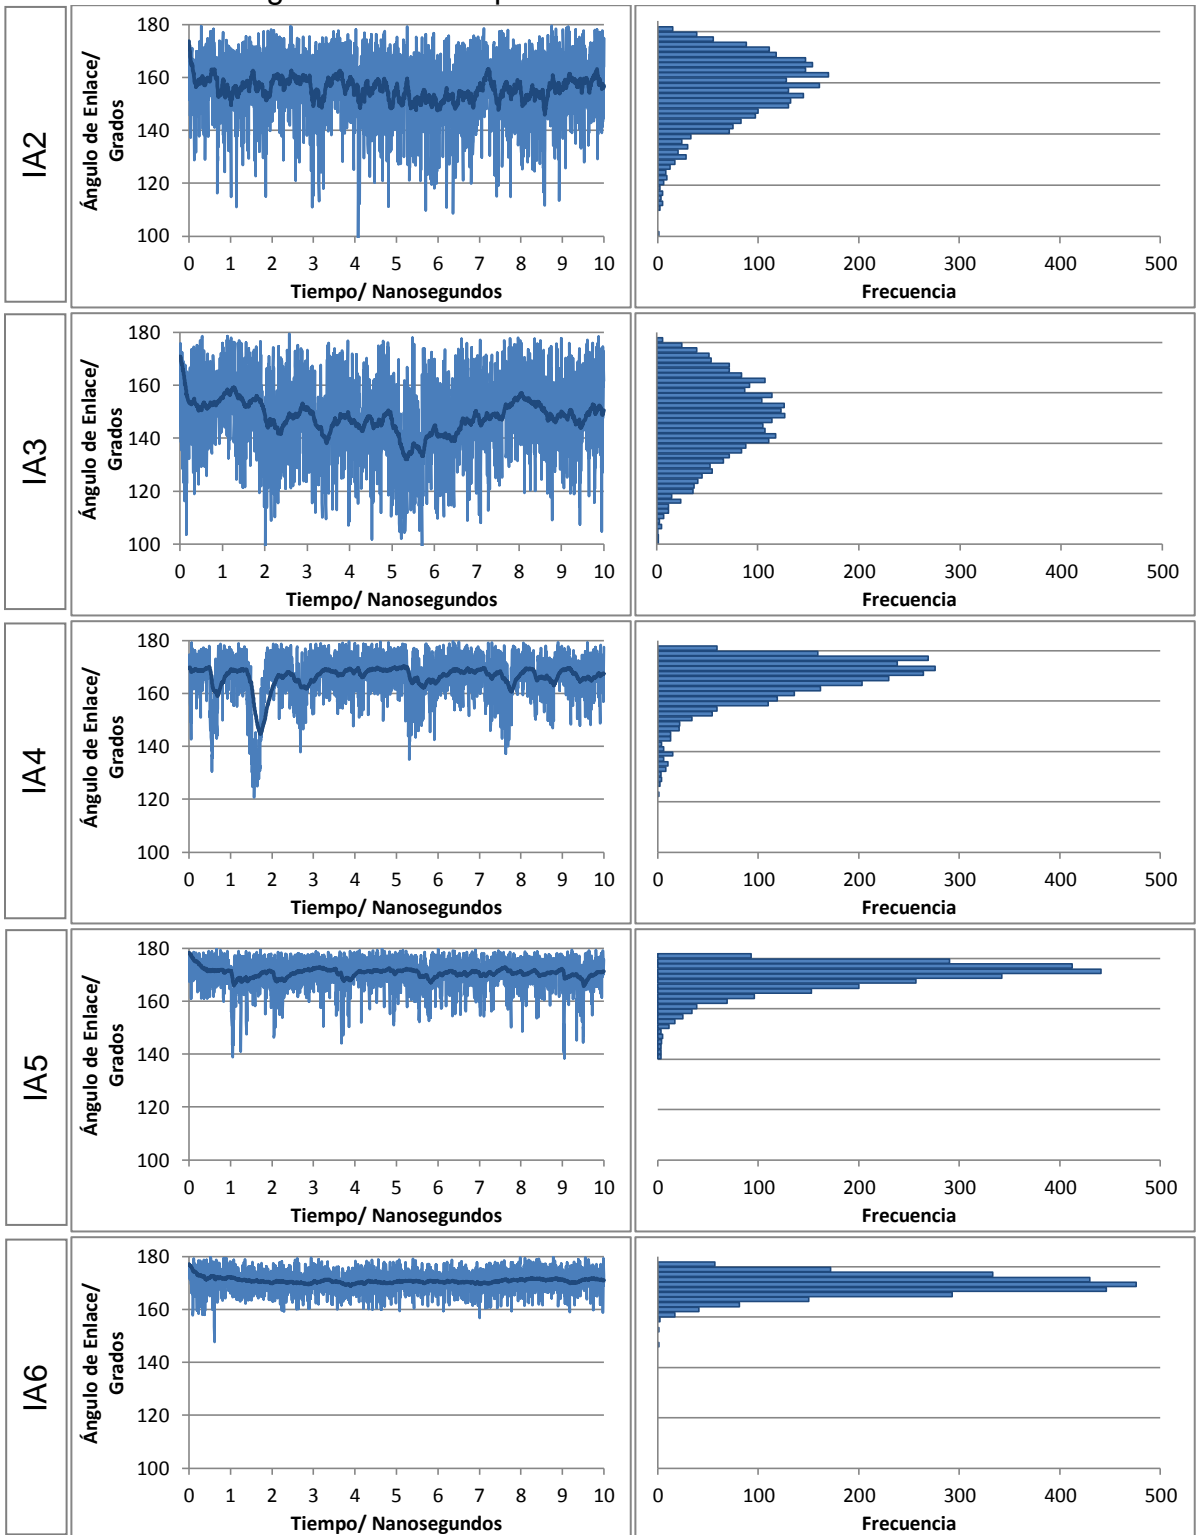 IA2
Ángulo de Enlace/
Grados
180
160
140
120
100
0 1 2 3 4 5 6 7 8 9 10
Tiempo/ Nanosegundos
0 100 200 300 400 500
Frecuencia
IA3
Ángulo de Enlace/
Grados
180
160
140
120
100
0 1 2 3 4 5 6 7 8 9 10
Tiempo/ Nanosegundos
0 100 200 300 400 500
Frecuencia
IA4
Ángulo de Enlace/
Grados
180
160
140
120
100
0 1 2 3 4 5 6 7 8 9 10
Tiempo/ Nanosegundos
0 100 200 300 400 500
Frecuencia
IA5
Ángulo de Enlace/
Grados
180
160
140
120
100
0 1 2 3 4 5 6 7 8 9 10
Tiempo/ Nanosegundos
0 100 200 300 400 500
Frecuencia
IA6
Ángulo de Enlace/
Grados
180
160
140
120
100
0 1 2 3 4 5 6 7 8 9 10
Tiempo/ Nanosegundos
0 100 200 300 400 500
Frecuencia